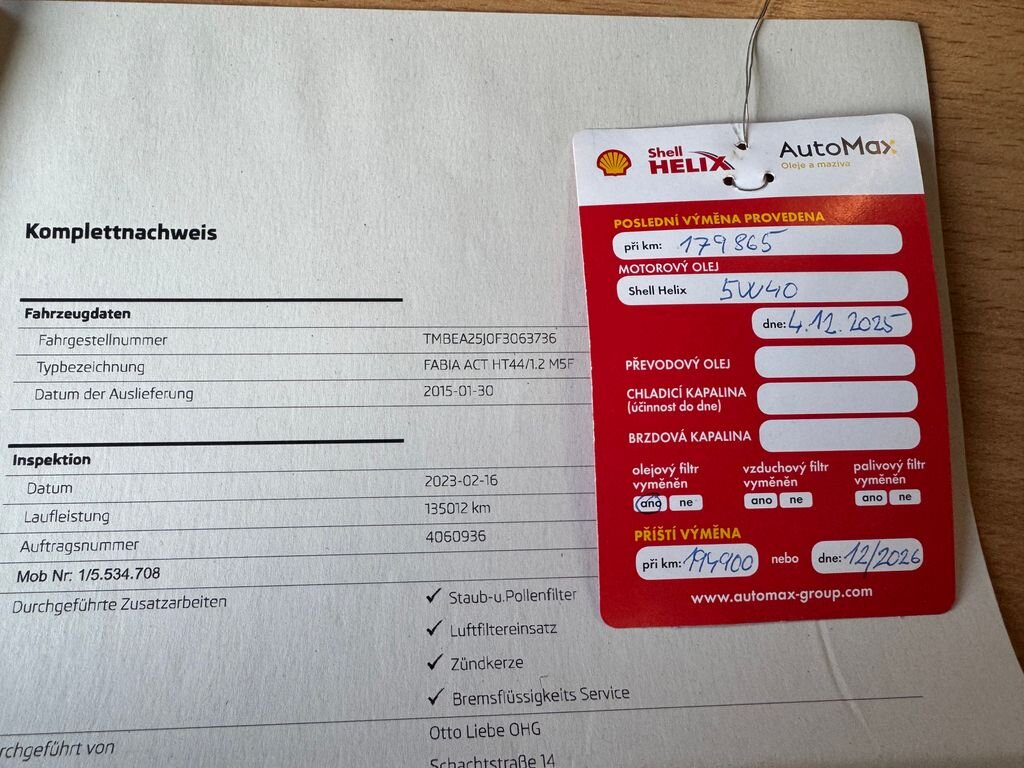 Komplettnachweis
Fahrzeugdaten
Fahrgestellnummer TMBEA25J0F3063736
Typbezeichnung FABIA ACT HT44/1.2 M5F
Datum der Auslieferung 2015-01-30
Inspektion
Datum 2023-02-16
Laufleistung 135012 km
Auftragsnummer 4060936
Mob Nr: 1/5.534.708
Durchgeführte Zusatzarbeiten ✓ Staub-u.Pollenfilter
✓ Luftfiltereinsatz
✓ Zündkerze
✓ Bremsflüssigkeits Service
rchgeführt von Otto Liebe OHG
Schachtstraße 14
Shell
HELIX
AutoMax
Oleje a maziva
POSLEDNÍ VÝMĚNA PROVEDENA
při km: 179865
MOTOROVÝ OLEJ
Shell Helix 5W40
dne: 4.12.2025
PŘEVODOVÝ OLEJ
CHLADICÍ KAPALINA
(účinnost do dne)
BRZDOVÁ KAPALINA
olejový filtr vzduchový filtr palivový filtr
vyměněn vyměněn vyměněn
ano ne ano ne ano ne
PŘÍŠTÍ VÝMĚNA
při km: 194900 nebo dne: 12/2026
www.automax-group.com